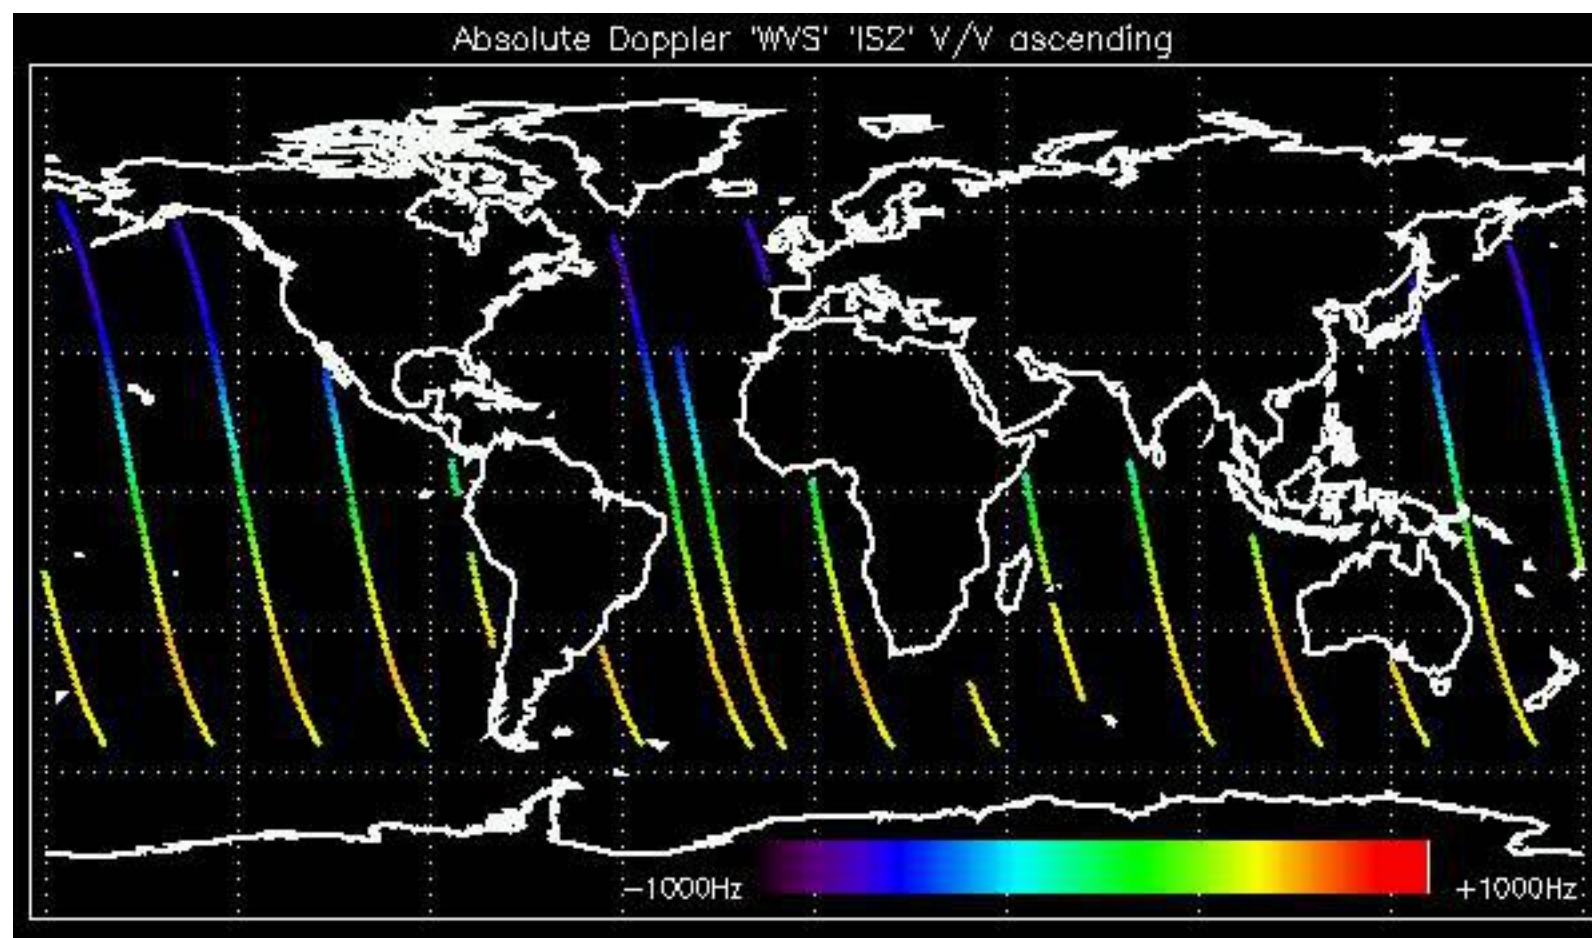 Absolute Doppler 'WVS' 'IS2' V/V ascending
-1000Hz
+1000Hz